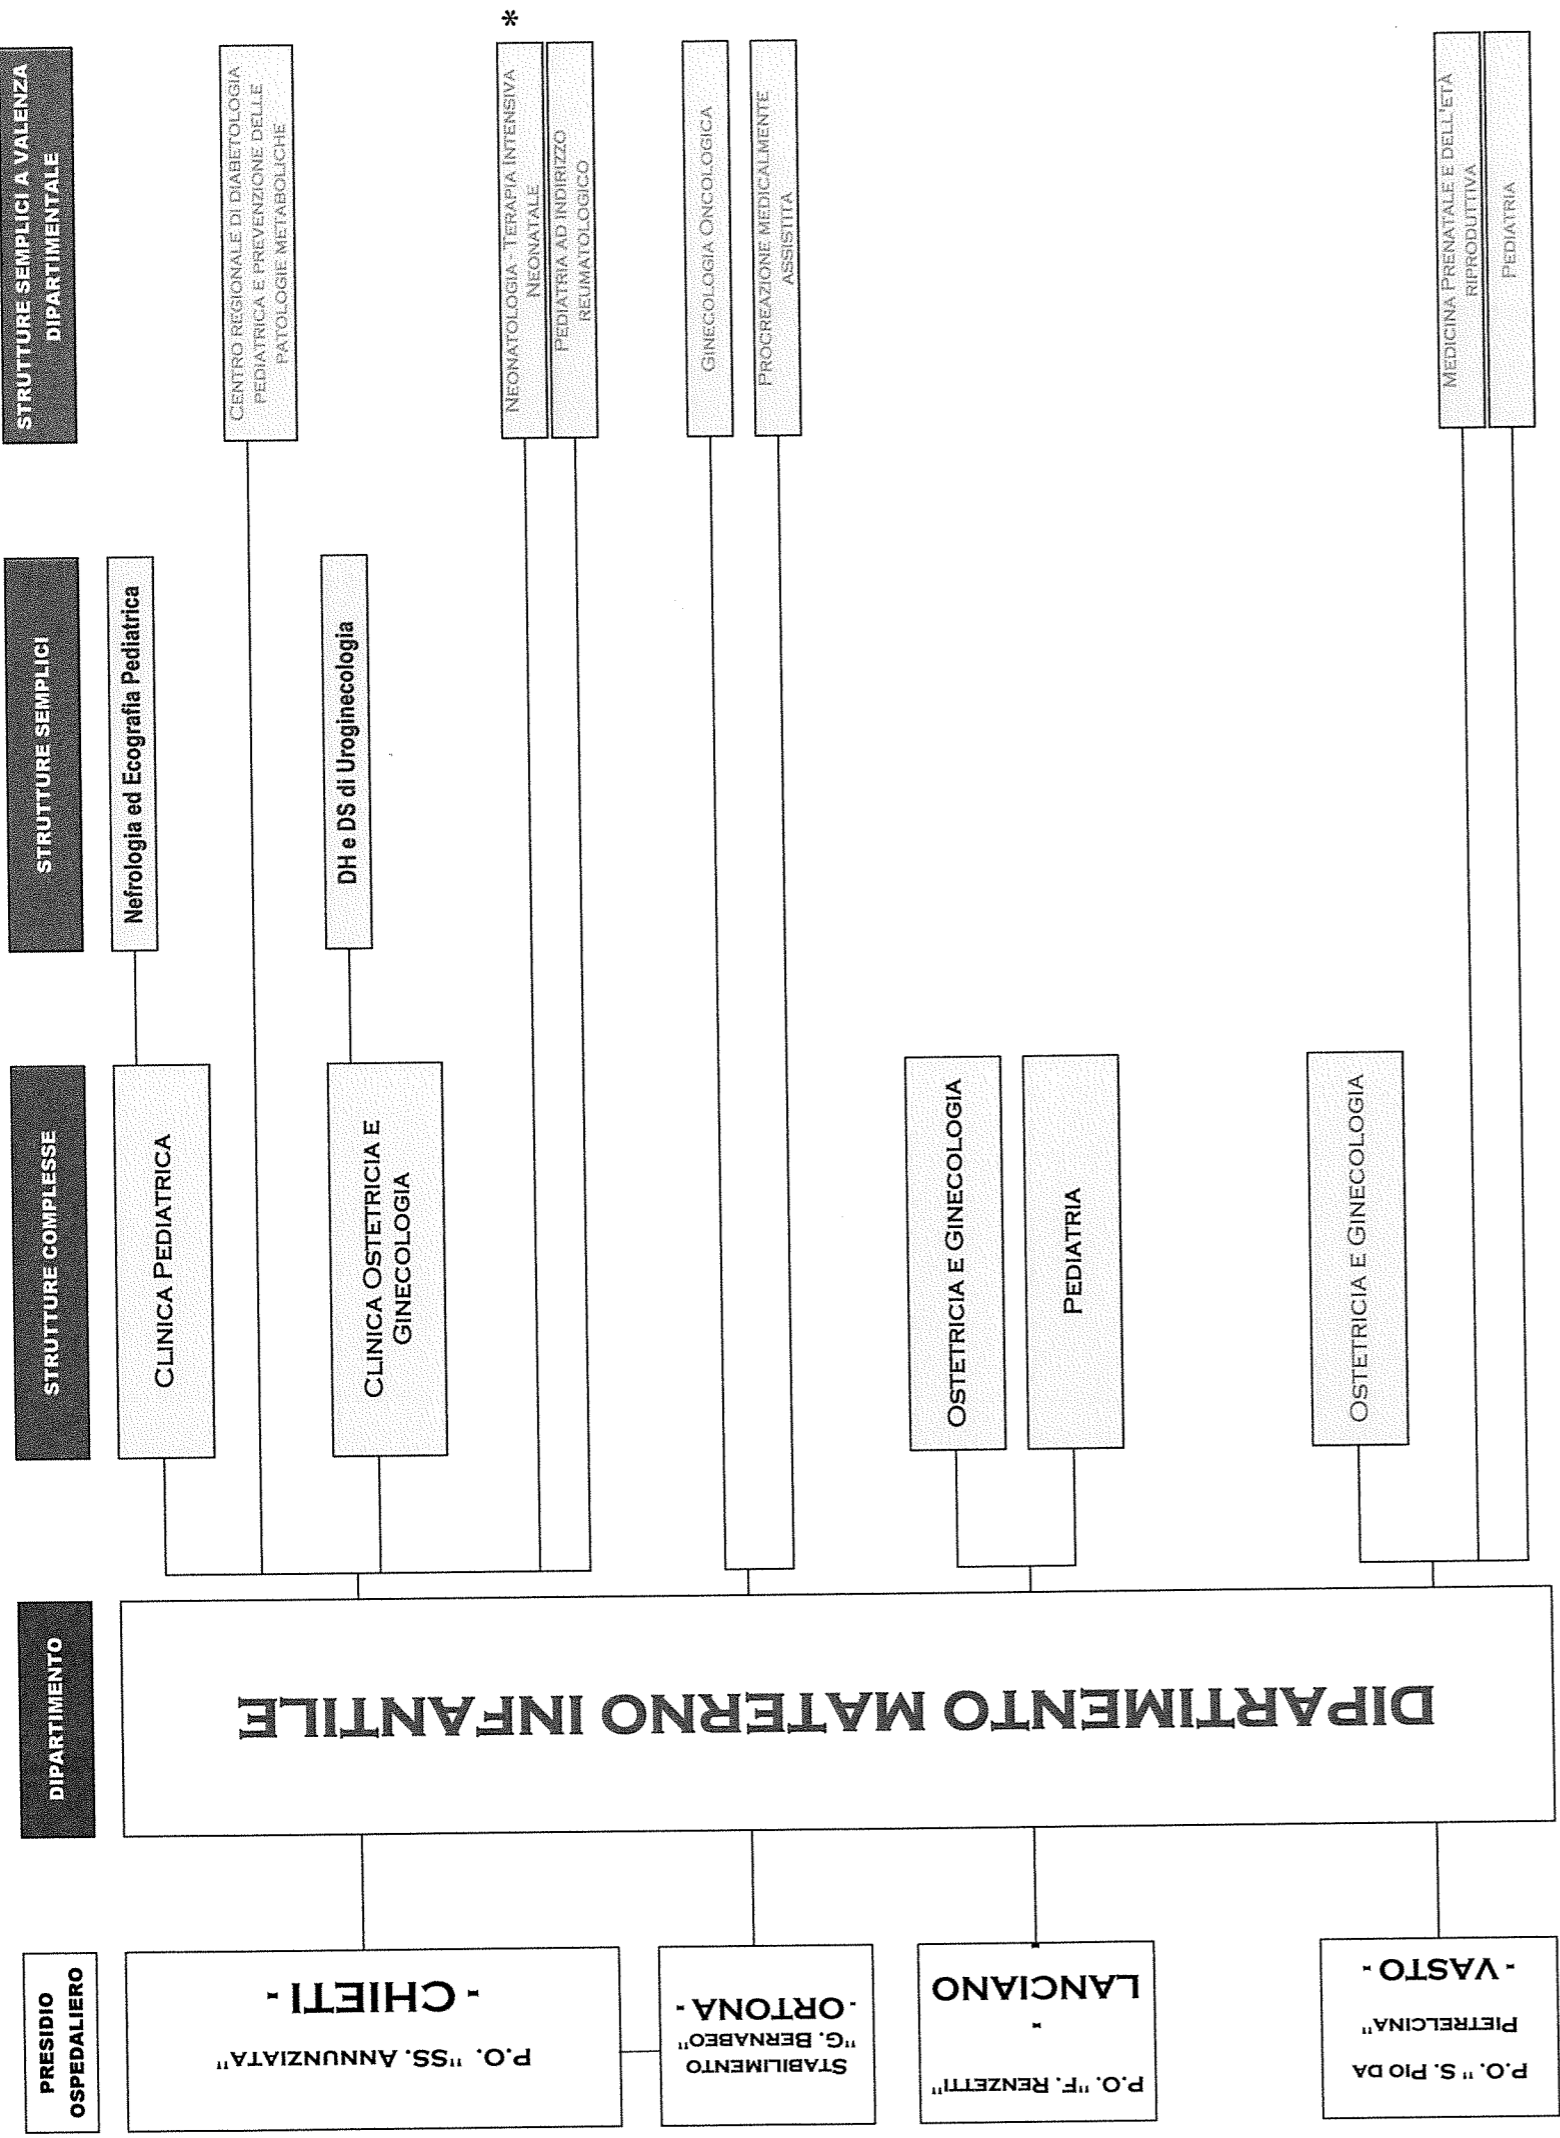 PRESIDIO
OSPEDALIERO
DIPARTIMENTO
STRUTTURE COMPLESSE
STRUTTURE SEMPLICI
STRUTTURE SEMPLICI A VALENZA
DIPARTIMENTALE
P.O. "SS. ANNUNZIATA"
- CHIETI -
STABILIMENTO
"G. BERNABEO"
- ORTONA -
P.O. "F. RENZETTI"
-
LANCIANO
-
P.O. " S. PIO DA
PIETRELCINA"
- VASTO -
DIPARTIMENTO MATERNO INFANTILE
CLINICA PEDIATRICA
Nefrologia ed Ecografia Pediatrica
CENTRO REGIONALE DI DIABETOLOGIA
PEDIATRICA E PREVENZIONE DELLE
PATOLOGIE METABOLICHE
CLINICA OSTETRICIA E
GINECOLOGIA
DH e DS di Uroginecologia
NEONATOLOGIA - TERAPIA INTENSIVA
NEONATALE
*
PEDIATRIA AD INDIRIZZO
REUMATOLOGICO
GINECOLOGIA ONCOLOGICA
PROCREAZIONE MEDICALMENTE
ASSISTITA
OSTETRICIA E GINECOLOGIA
PEDIATRIA
OSTETRICIA E GINECOLOGIA
MEDICINA PRENATALE E DELL'ETÀ
RIPRODUTTIVA
PEDIATRIA